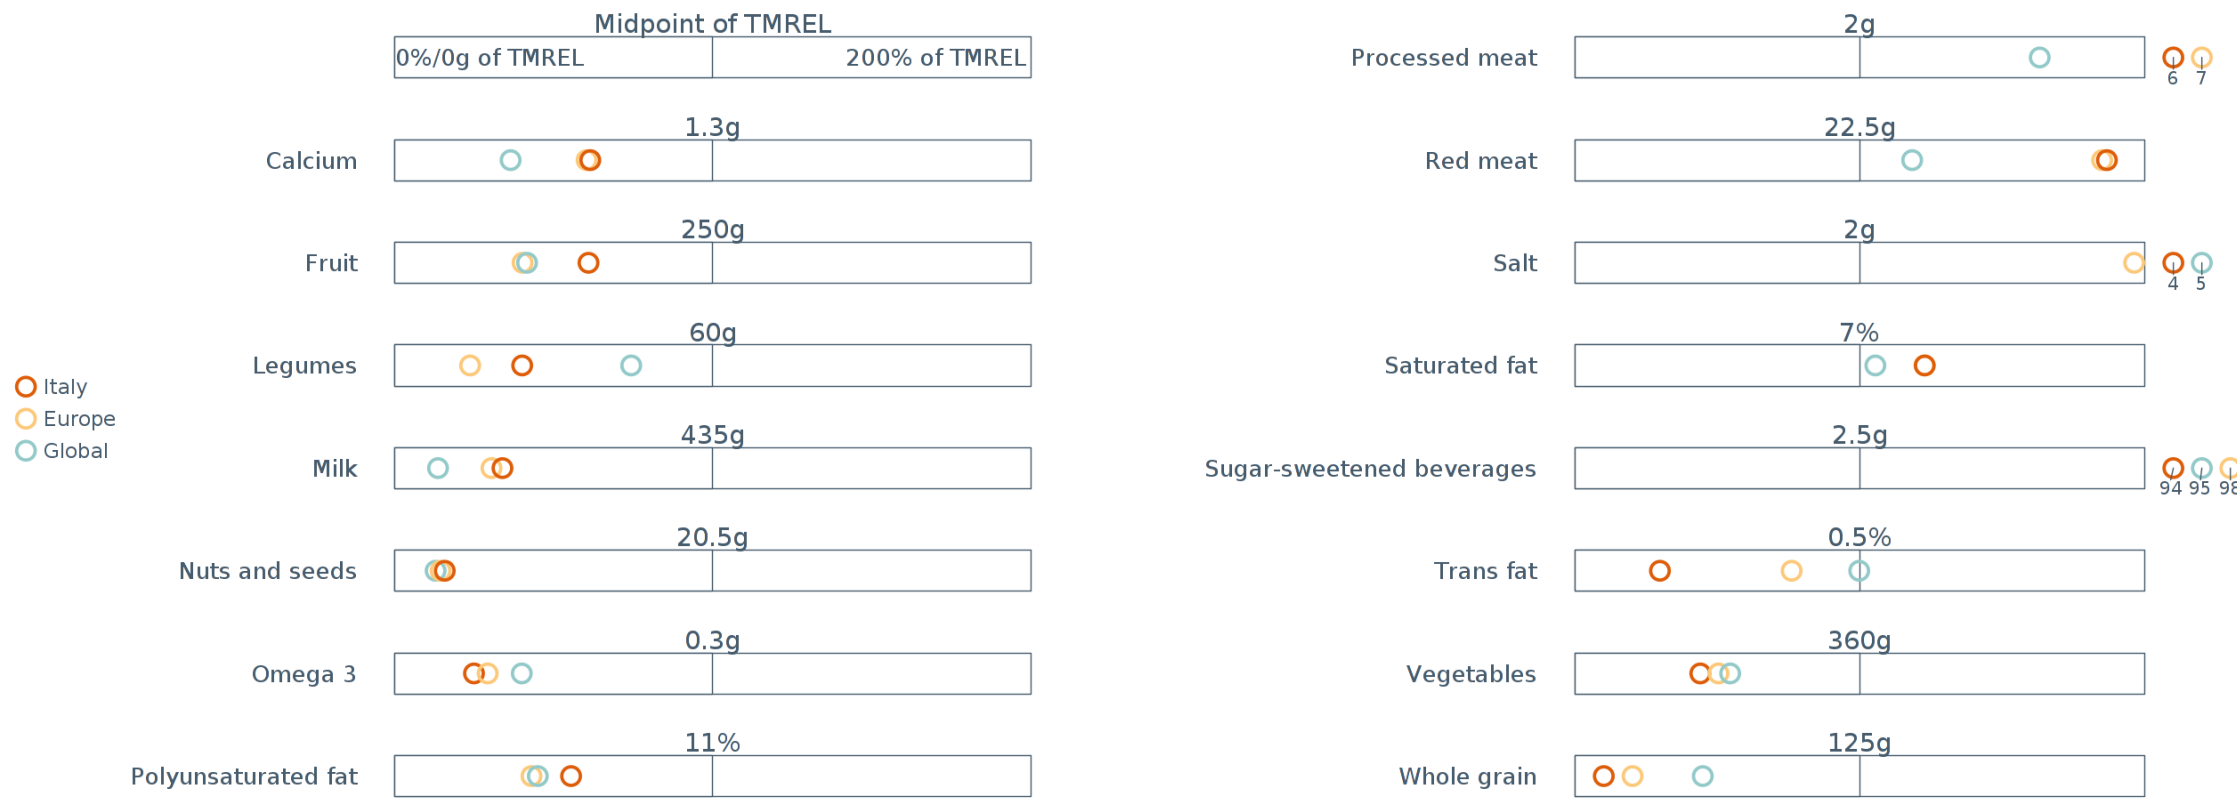 Midpoint of TMREL
0%/0g of TMREL
200% of TMREL
1.3g
Calcium
250g
Fruit
60g
Legumes
435g
Milk
20.5g
Nuts and seeds
0.3g
Omega 3
11%
Polyunsaturated fat
Italy
Europe
Global
2g
Processed meat
6 7
22.5g
Red meat
2g
Salt
4 5
7%
Saturated fat
2.5g
Sugar-sweetened beverages
94 95 98
0.5%
Trans fat
360g
Vegetables
125g
Whole grain